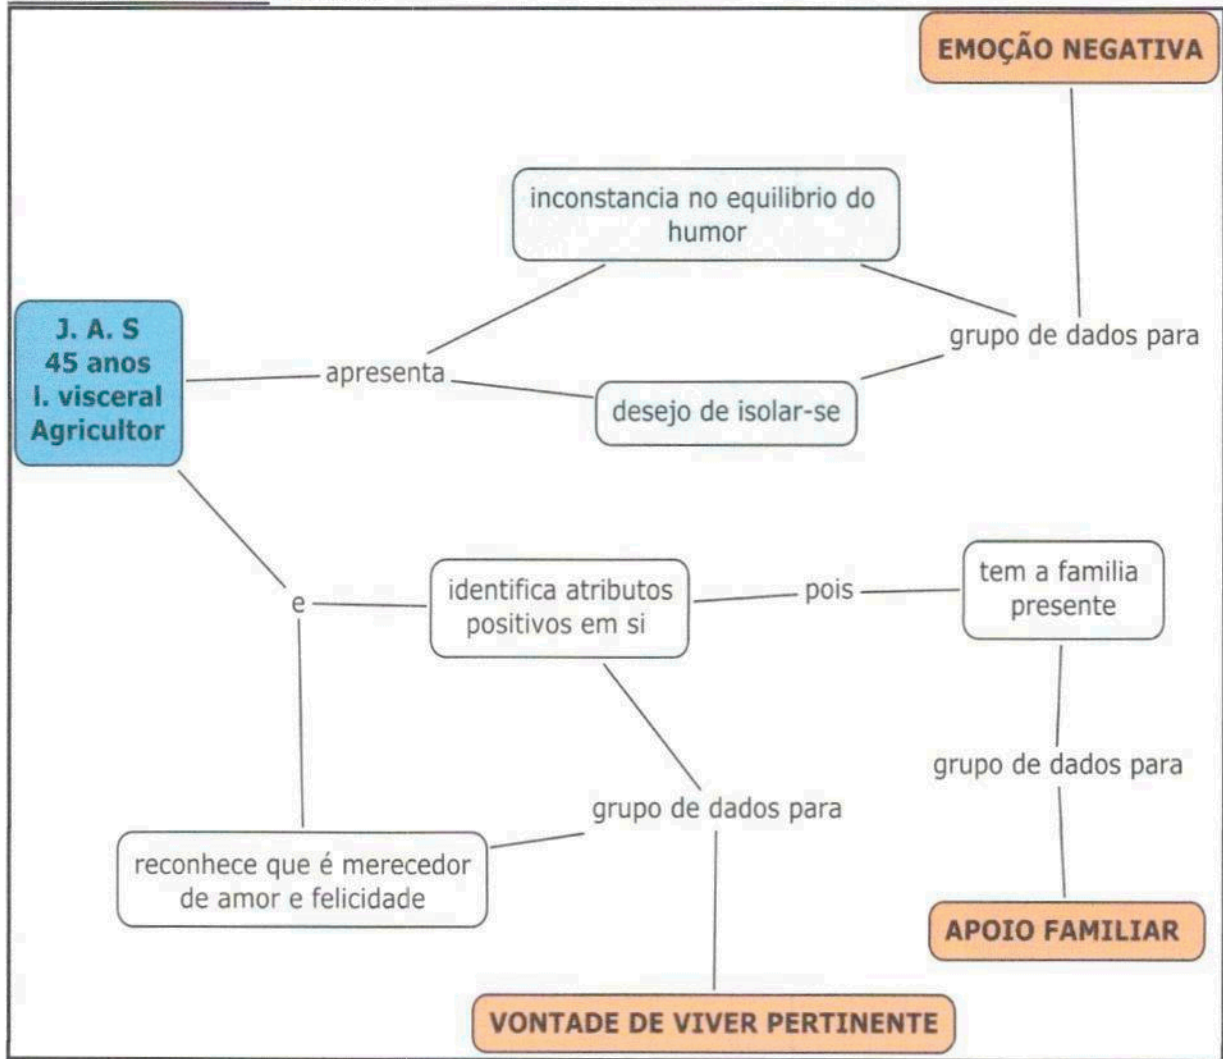 EMOÇÃO NEGATIVA
inconstancia no equilibrio do
humor
J. A. S
45 anos
l. visceral
Agricultor
apresenta
grupo de dados para
desejo de isolar-se
e
identifica atributos
positivos em si
pois
tem a familia
presente
grupo de dados para
grupo de dados para
reconhece que é merecedor
de amor e felicidade
APOIO FAMILIAR
VONTADE DE VIVER PERTINENTE